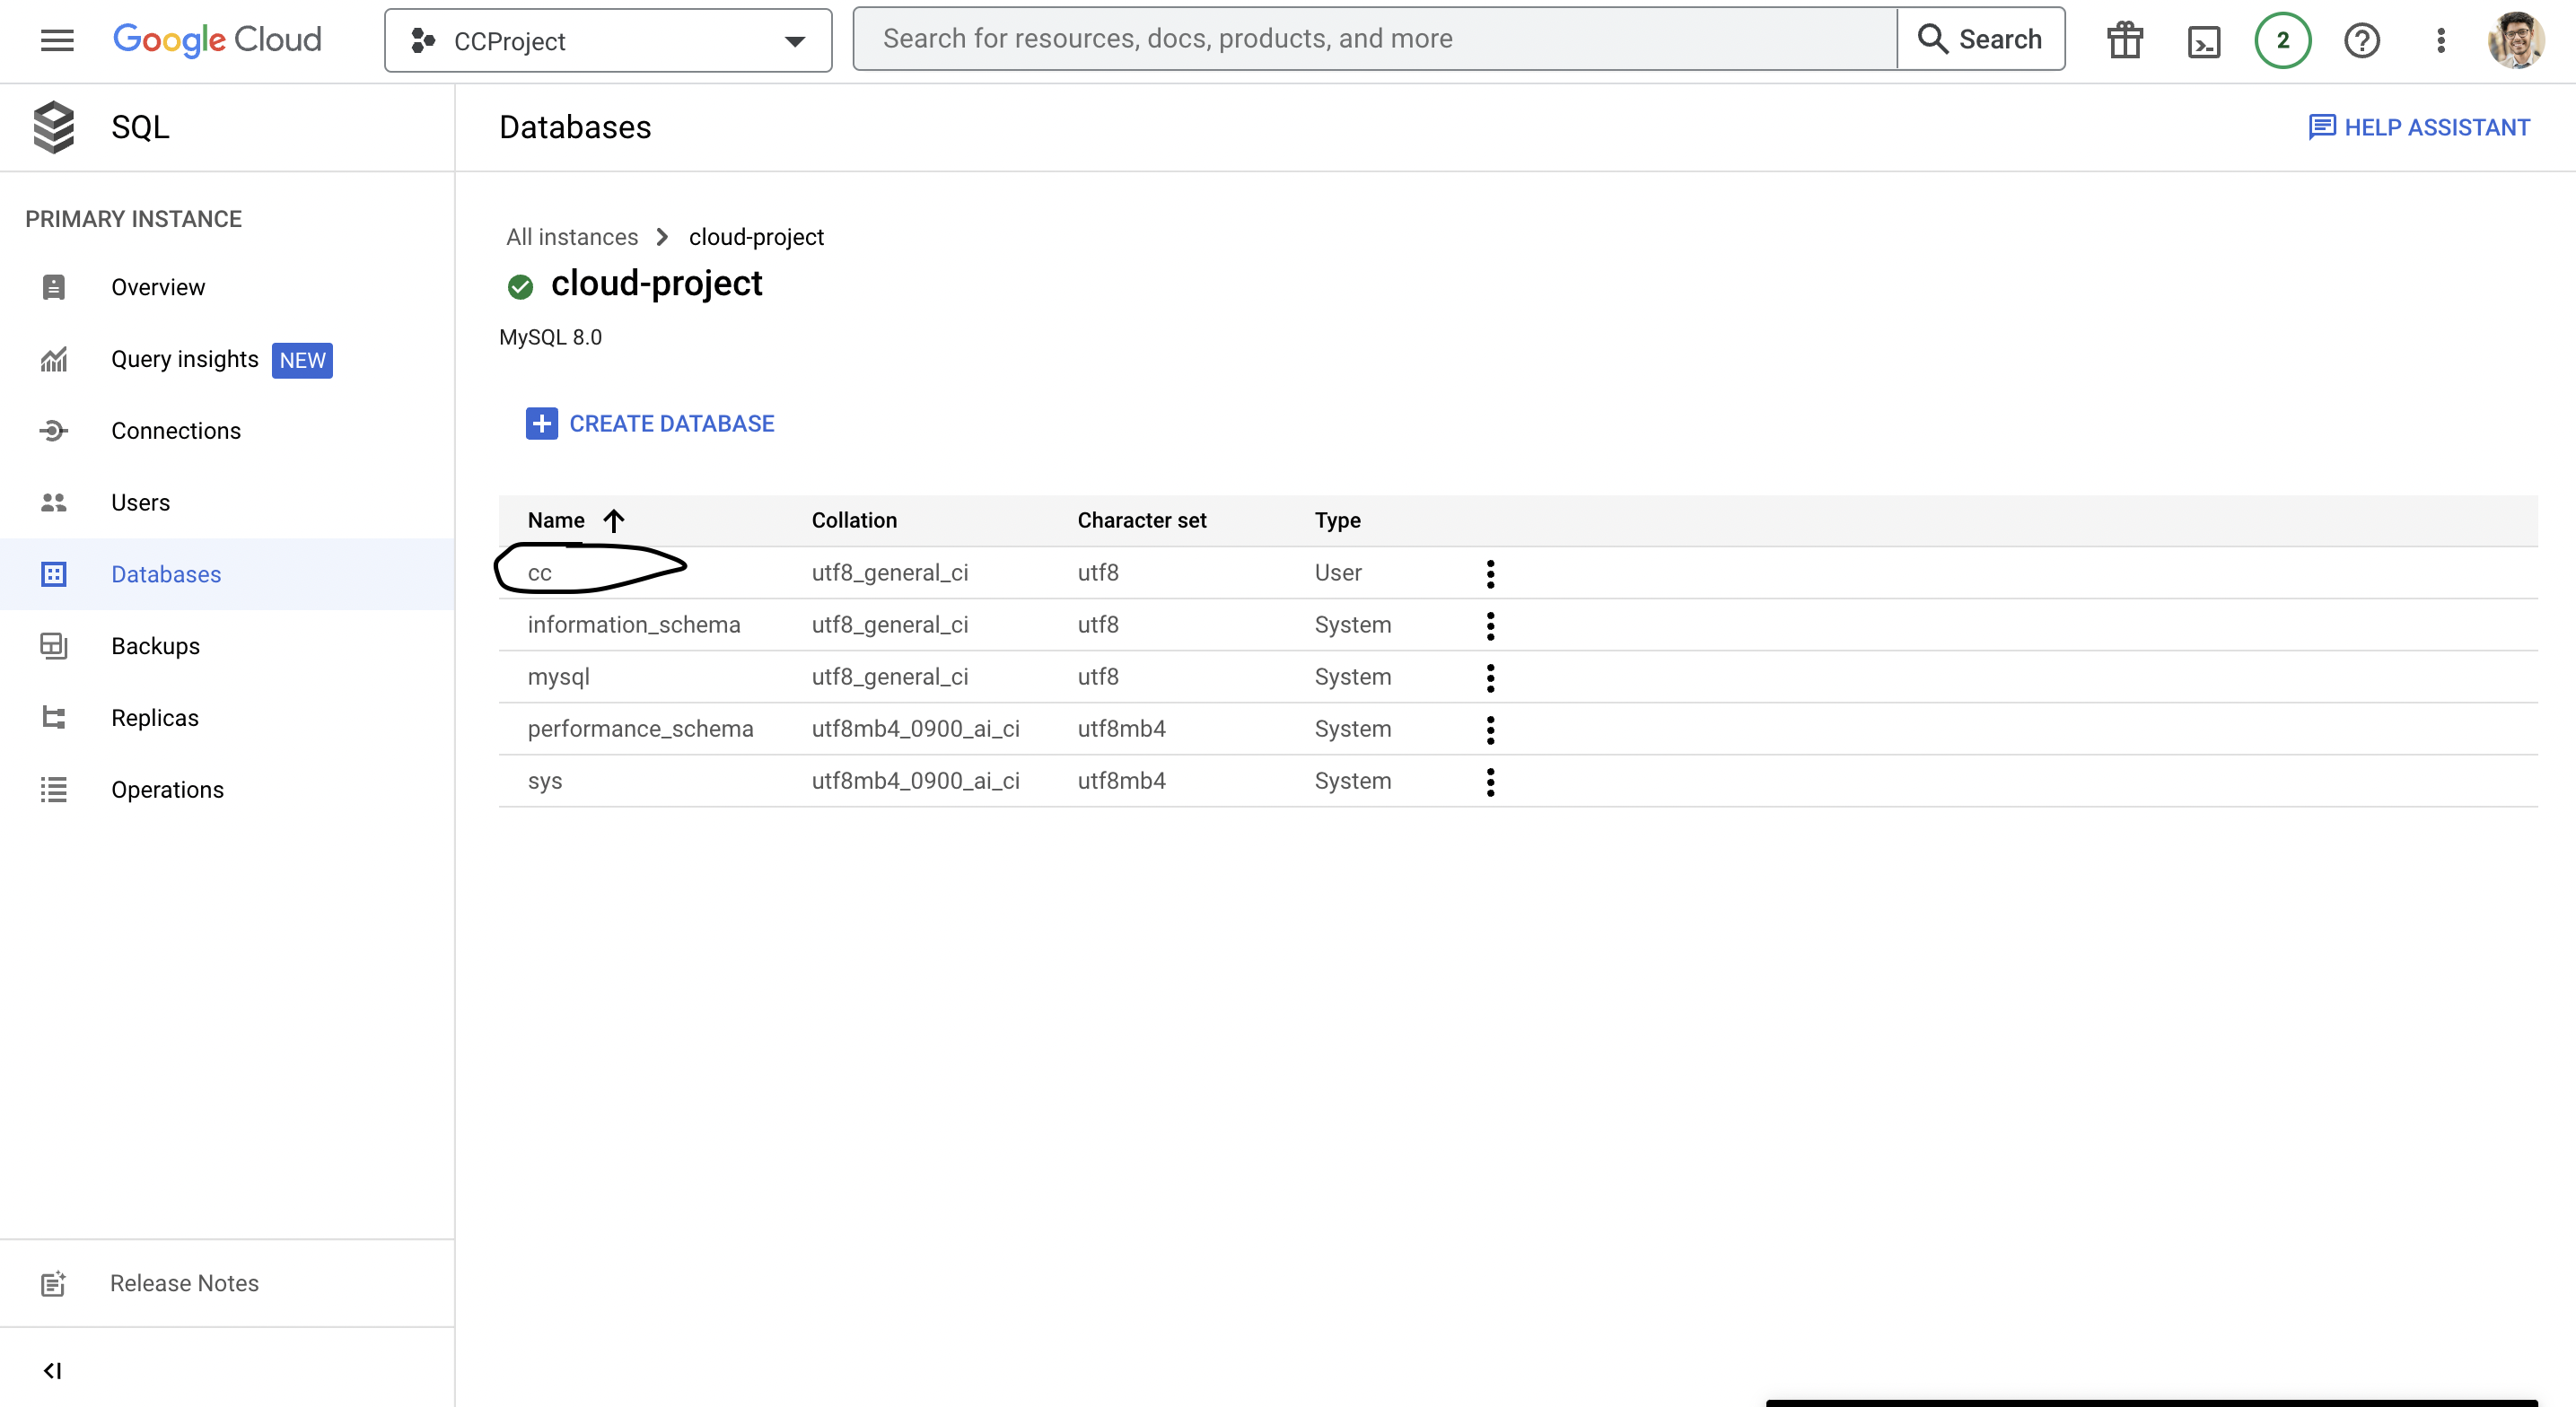 Google Cloud
CCProject
Search for resources, docs, products, and more
Search
2
SQL
Databases
HELP ASSISTANT
PRIMARY INSTANCE
Overview
Query insights NEW
Connections
Users
Databases
Backups
Replicas
Operations
Release Notes
All instances
cloud-project
cloud-project
MySQL 8.0
CREATE DATABASE
Name Collation Character set Type
cc utf8_general_ci utf8 User
information_schema utf8_general_ci utf8 System
mysql utf8_general_ci utf8 System
performance_schema utf8mb4_0900_ai_ci utf8mb4 System
sys utf8mb4_0900_ai_ci utf8mb4 System